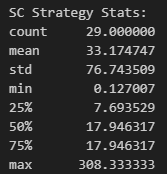 SC Strategy Stats:
count 29.000000
mean 33.174747
std 76.743509
min 0.127007
25% 7.693529
50% 17.946317
75% 17.946317
max 308.333333